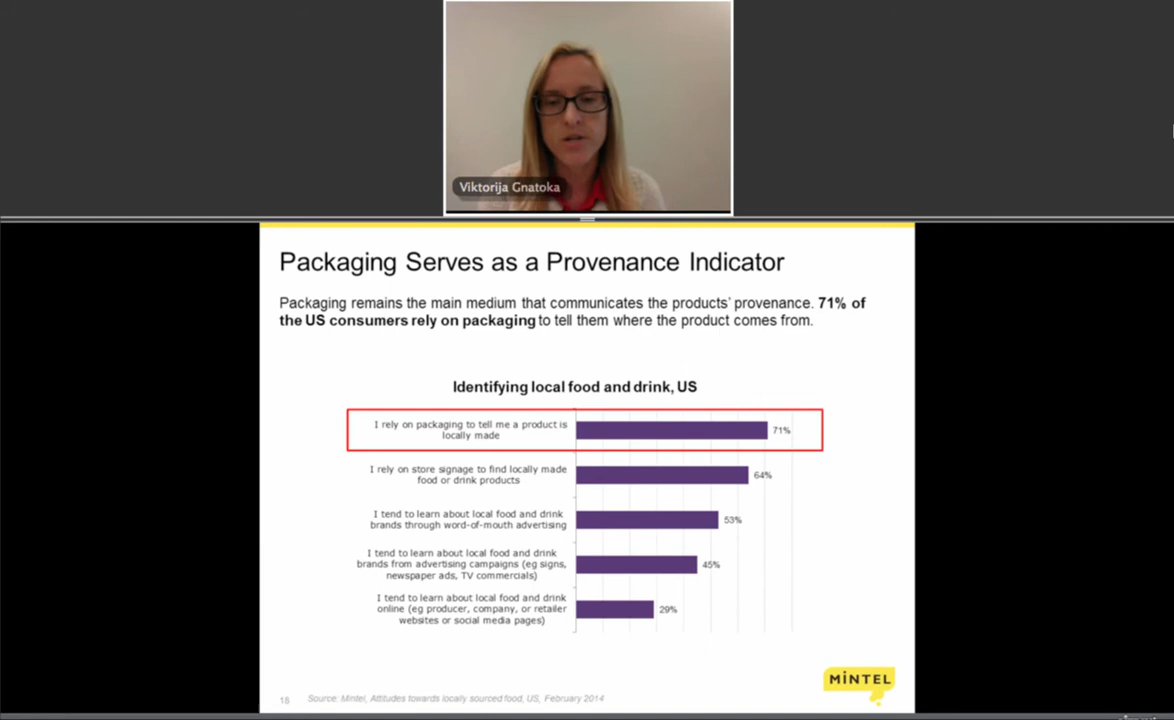 Viktorija Gnatoka
Packaging Serves as a Provenance Indicator
Packaging remains the main medium that communicates the products' provenance. 71% of
the US consumers rely on packaging to tell them where the product comes from.
Identifying local food and drink, US
I rely on packaging to tell me a product is
locally made
71%
I rely on store signage to find locally made
food or drink products
64%
I tend to learn about local food and drink
brands through word-of-mouth advertising
53%
I tend to learn about local food and drink
brands from advertising campaigns (eg signs,
newspaper ads, TV commercials)
45%
I tend to learn about local food and drink
online (eg producer, company, or retailer
websites or social media pages)
29%
MiNTEL
18 Source: Mintel, Attitudes towards locally sourced food, US, February 2014